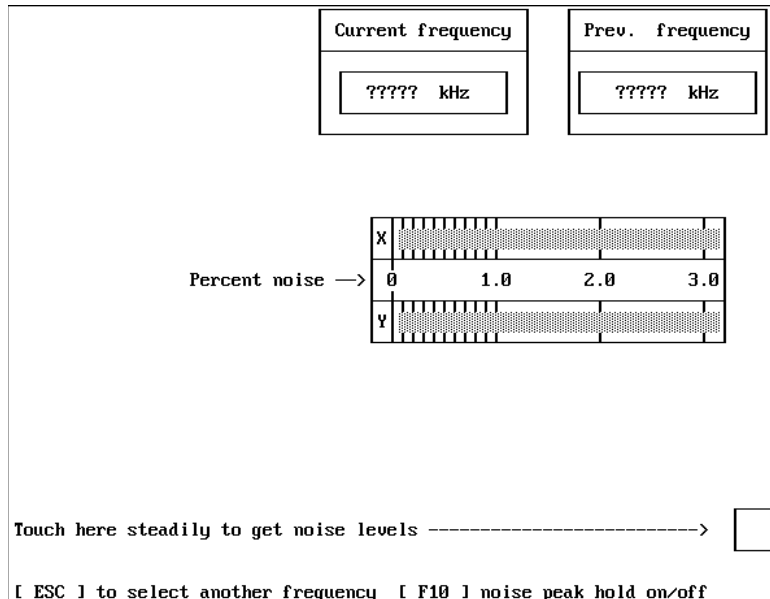 Current frequency
Prev. frequency
????? kHz
????? kHz
X
Percent noise —> 0 1.0 2.0 3.0
Y
Touch here steadily to get noise levels -------------------------->
[ ESC ] to select another frequency [ F10 ] noise peak hold on/off